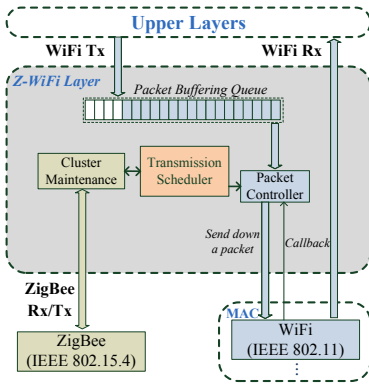 Upper Layers
WiFi Tx
WiFi Rx
Z-WiFi Layer
Packet Buffering Queue
Cluster
Maintenance
Transmission
Scheduler
Packet
Controller
Send down
a packet
Callback
ZigBee
Rx/Tx
MAC
ZigBee
(IEEE 802.15.4)
WiFi
(IEEE 802.11)
⋮